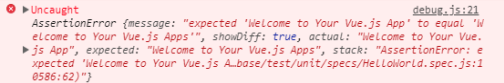 Uncaught debug.js:21
AssertionError {message: "expected 'Welcome to Your Vue.js App' to equal 'W
elcome to Your Vue.js Apps'", showDiff: true, actual: "Welcome to Your Vue.
js App", expected: "Welcome to Your Vue.js Apps", stack: "AssertionError: e
xpected 'Welcome to Your Vue.js A…base/test/unit/specs/HelloWorld.spec.js:1
0586:62)"}